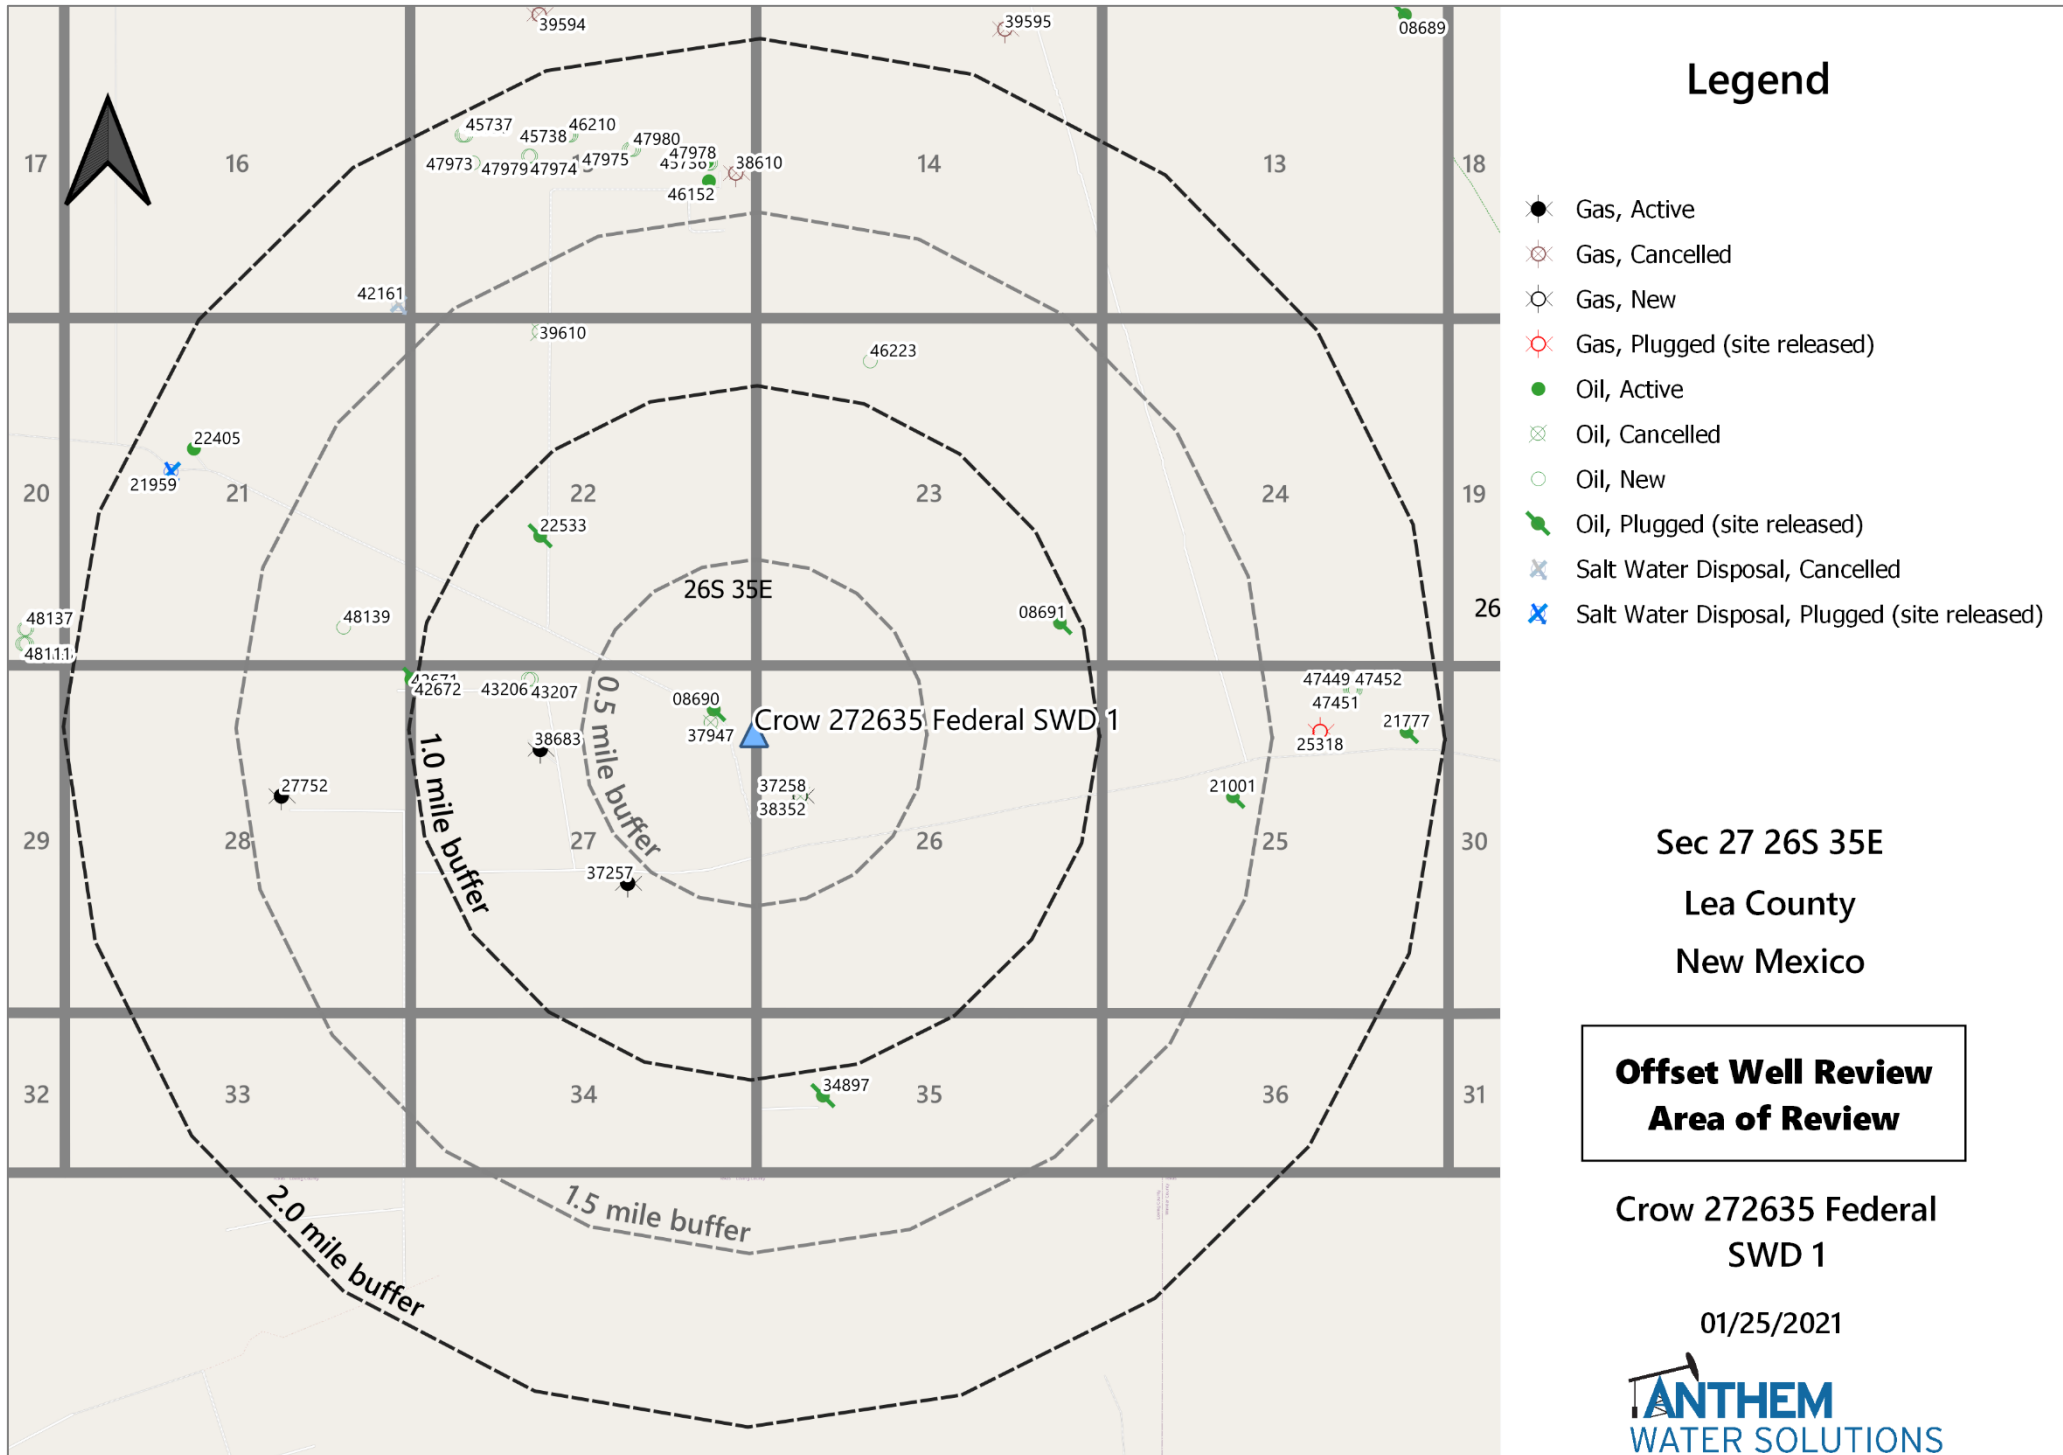 39594
39595
08689
45737
45738
46210
47980
17
16
47973
47979
47974
47975
47978
45736
38610
14
13
18
46152
42161
39610
46223
22405
21959
20
21
22
23
24
19
22533
26S 35E
08691
26
48137
48139
42671
42672
43206
43207
08690
37947
Crow 272635 Federal SWD 1
47449
47452
47451
21777
25318
38683
0.5 mile buffer
1.0 mile buffer
27752
37258
38352
21001
29
28
27
26
25
30
37257
34897
32
33
34
35
36
31
1.5 mile buffer
2.0 mile buffer
Legend
Gas, Active
Gas, Cancelled
Gas, New
Gas, Plugged (site released)
Oil, Active
Oil, Cancelled
Oil, New
Oil, Plugged (site released)
Salt Water Disposal, Cancelled
Salt Water Disposal, Plugged (site released)
Sec 27 26S 35E
Lea County
New Mexico
Offset Well Review
Area of Review
Crow 272635 Federal
SWD 1
01/25/2021
ANTHEM
WATER SOLUTIONS